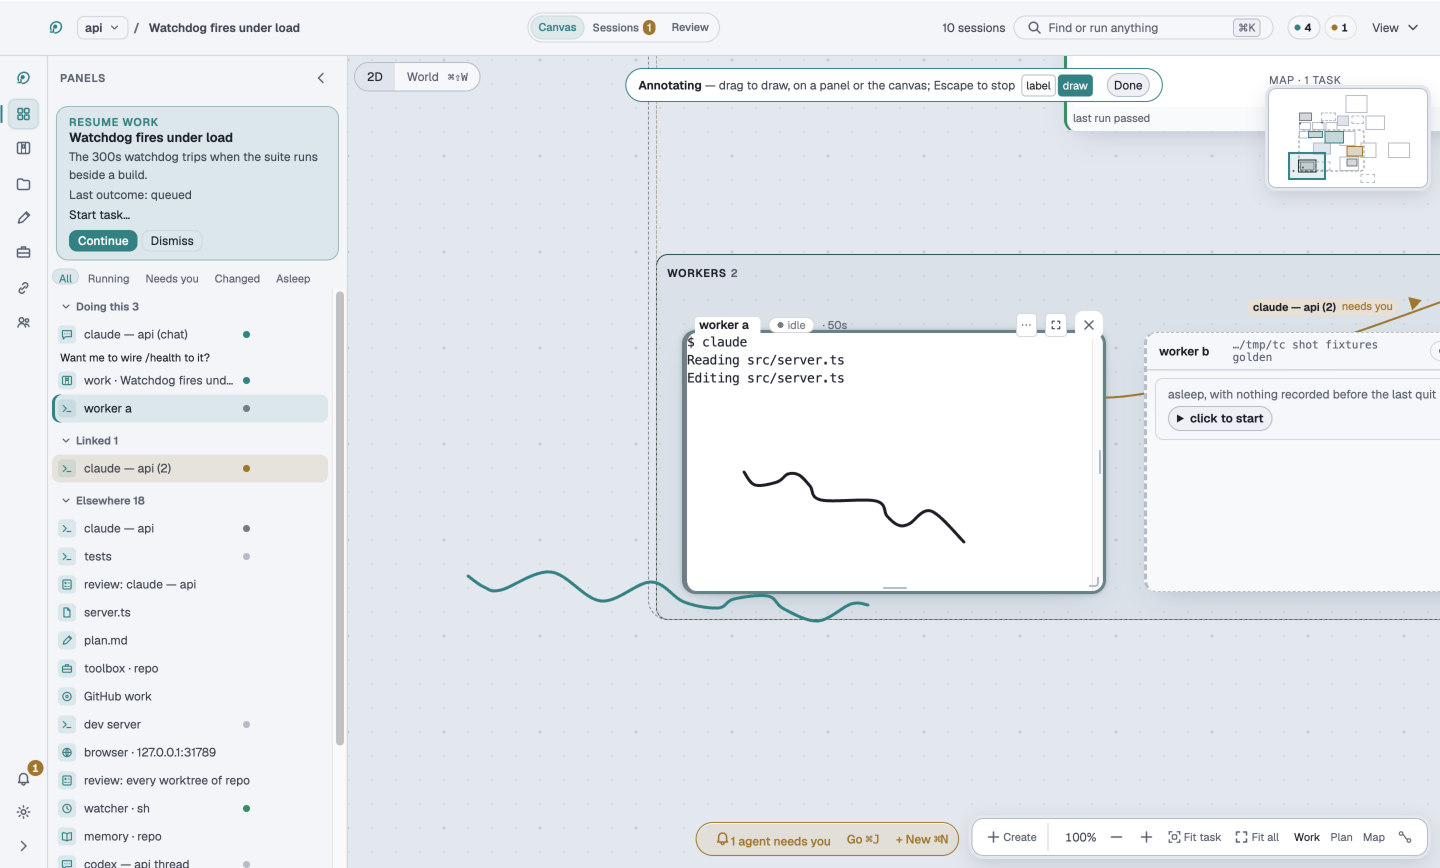 api / Watchdog fires under load
Canvas Sessions 1 Review
10 sessions
Find or run anything ⌘K
4 1 View
PANELS
RESUME WORK
Watchdog fires under load
The 300s watchdog trips when the suite runs
beside a build.
Last outcome: queued
Start task…
Continue Dismiss
All Running Needs you Changed Asleep
Doing this 3
claude — api (chat)
Want me to wire /health to it?
work · Watchdog fires und…
worker a
Linked 1
claude — api (2)
Elsewhere 18
claude — api
tests
review: claude — api
server.ts
plan.md
toolbox · repo
GitHub work
dev server
browser · 127.0.0.1:31789
review: every worktree of repo
watcher · sh
memory · repo
codex — api thread
1
2D World ⌘⇧W
Annotating — drag to draw, on a panel or the canvas; Escape to stop label draw Done
last run passed
MAP · 1 TASK
WORKERS 2
claude — api (2) needs you
worker a idle · 50s
$ claude
Reading src/server.ts
Editing src/server.ts
worker b …/tmp/tc shot fixtures
golden
asleep, with nothing recorded before the last quit
click to start
1 agent needs you Go ⌘J + New ⌘N
Create 100% Fit task Fit all Work Plan Map